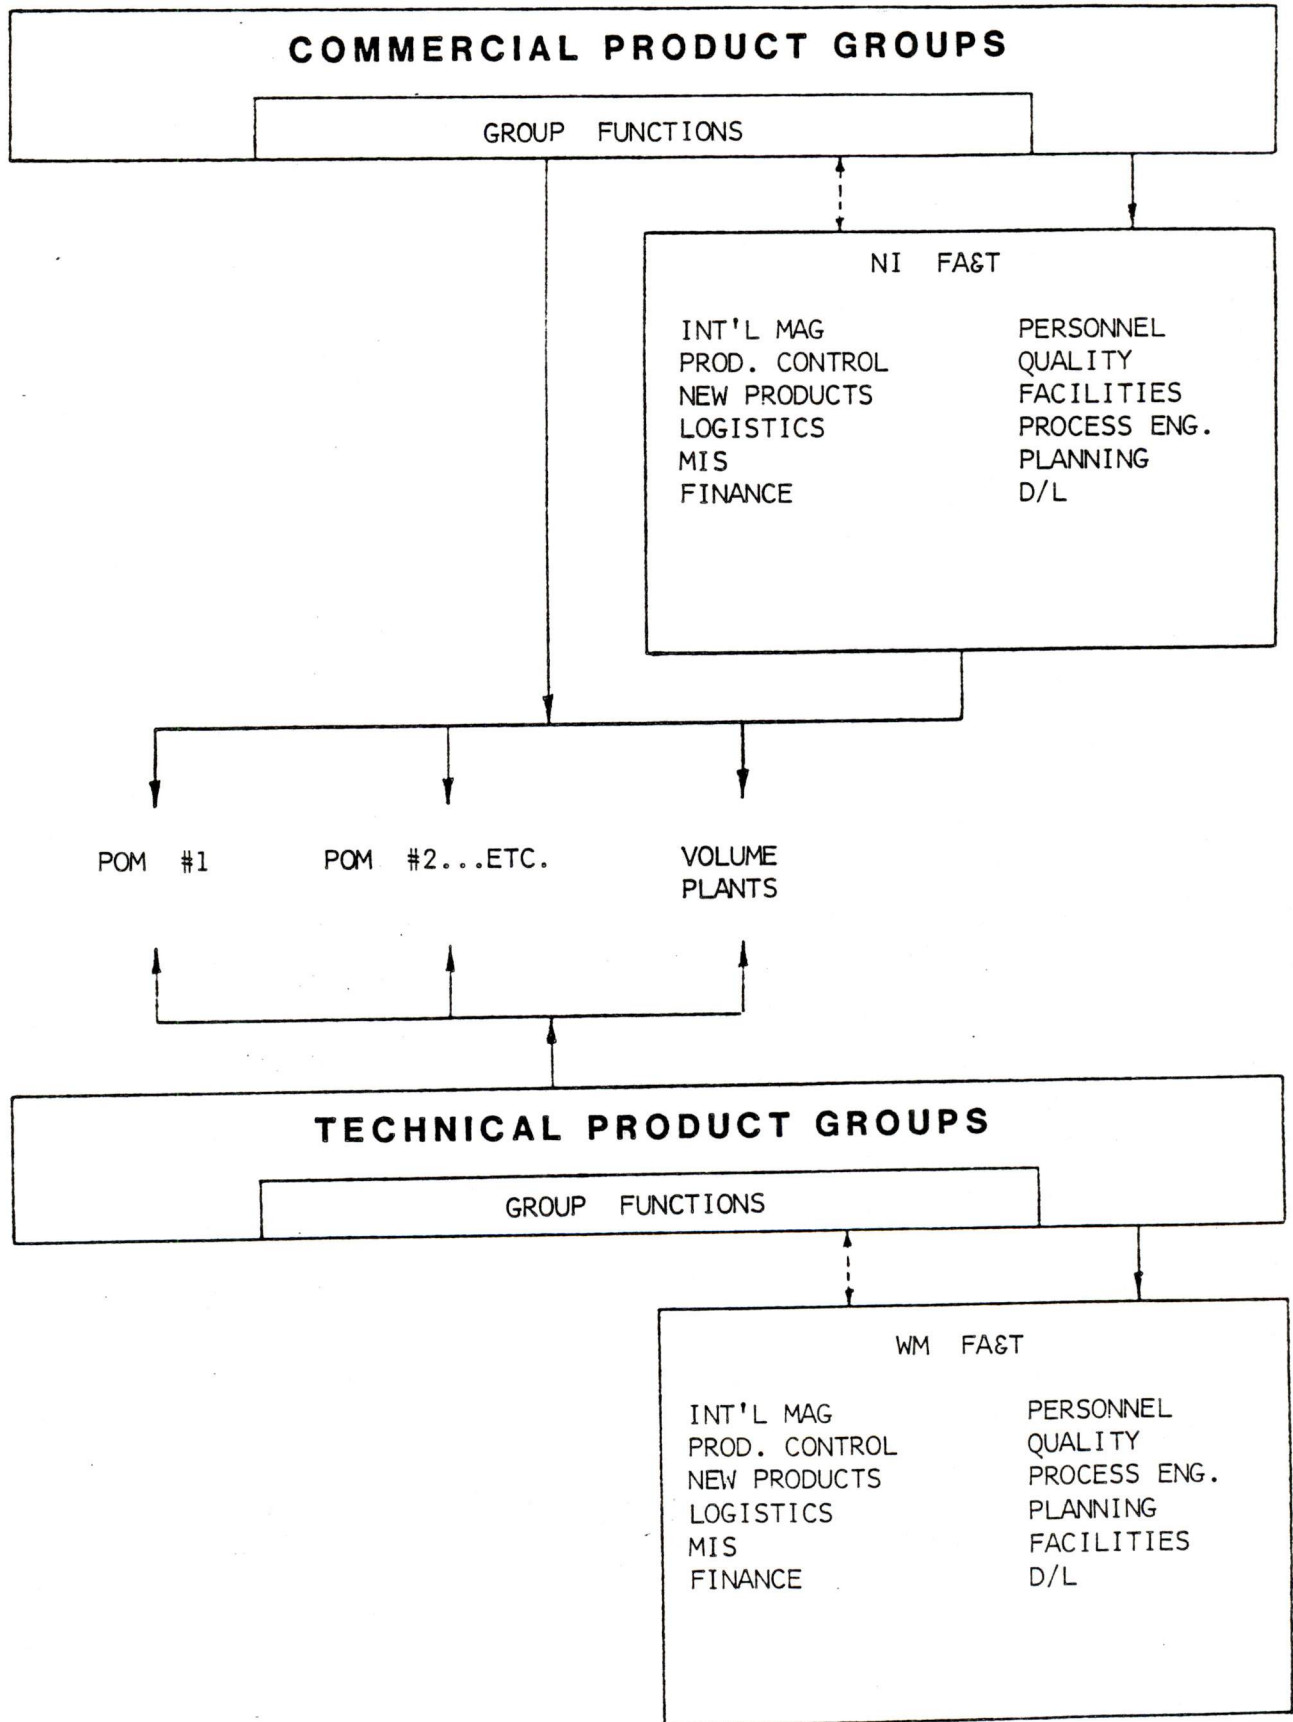 COMMERCIAL PRODUCT GROUPS
GROUP FUNCTIONS
NI FA&T
INT'L MAG PERSONNEL
PROD. CONTROL QUALITY
NEW PRODUCTS FACILITIES
LOGISTICS PROCESS ENG.
MIS PLANNING
FINANCE D/L
POM #1 POM #2...ETC. VOLUME
PLANTS
TECHNICAL PRODUCT GROUPS
GROUP FUNCTIONS
WM FA&T
INT'L MAG PERSONNEL
PROD. CONTROL QUALITY
NEW PRODUCTS PROCESS ENG.
LOGISTICS PLANNING
MIS FACILITIES
FINANCE D/L